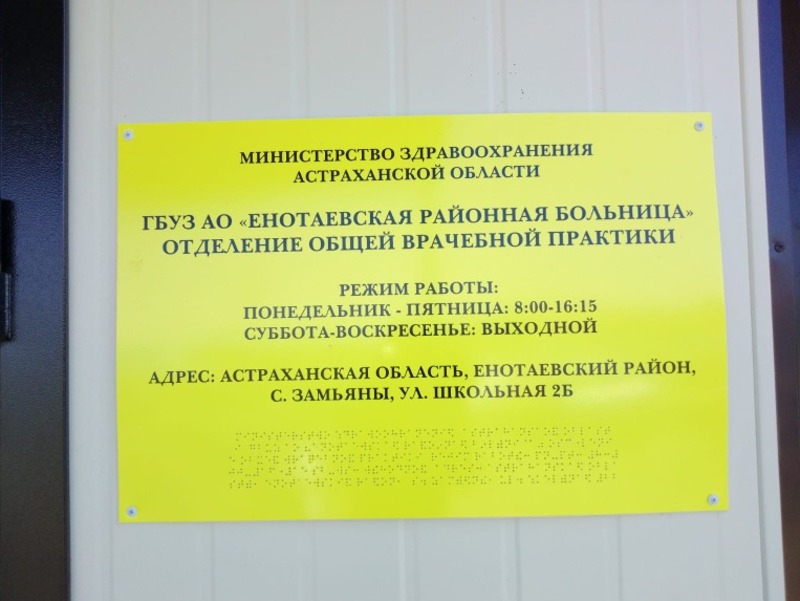 МИНИСТЕРСТВО ЗДРАВООХРАНЕНИЯ
АСТРАХАНСКОЙ ОБЛАСТИ
ГБУЗ АО «ЕНОТАЕВСКАЯ РАЙОННАЯ БОЛЬНИЦА»
ОТДЕЛЕНИЕ ОБЩЕЙ ВРАЧЕБНОЙ ПРАКТИКИ
РЕЖИМ РАБОТЫ:
ПОНЕДЕЛЬНИК - ПЯТНИЦА: 8:00-16:15
СУББОТА-ВОСКРЕСЕНЬЕ: ВЫХОДНОЙ
АДРЕС: АСТРАХАНСКАЯ ОБЛАСТЬ, ЕНОТАЕВСКИЙ РАЙОН,
С. ЗАМЬЯНЫ, УЛ. ШКОЛЬНАЯ 2Б